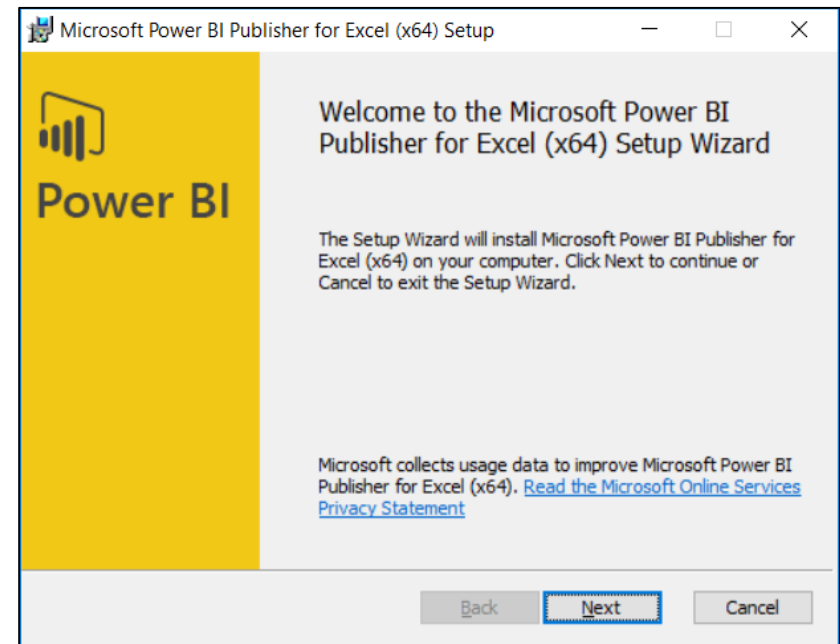 Microsoft Power BI Publisher for Excel (x64) Setup
Power BI
Welcome to the Microsoft Power BI
Publisher for Excel (x64) Setup Wizard
The Setup Wizard will install Microsoft Power BI Publisher for
Excel (x64) on your computer. Click Next to continue or
Cancel to exit the Setup Wizard.
Microsoft collects usage data to improve Microsoft Power BI
Publisher for Excel (x64). Read the Microsoft Online Services
Privacy Statement
Back Next Cancel